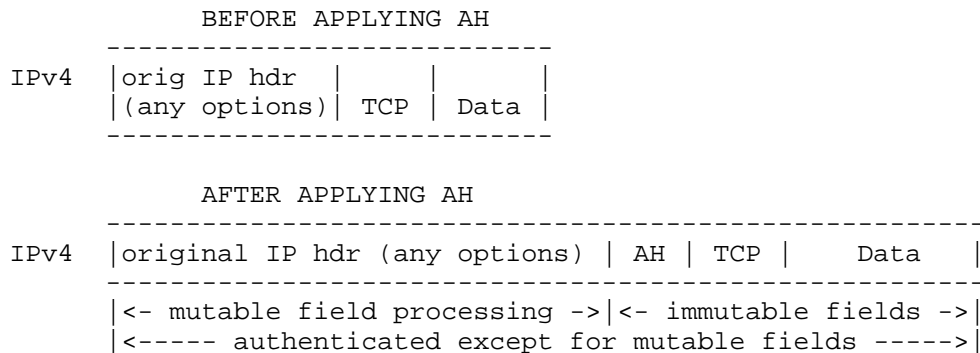 BEFORE APPLYING AH
      ----------------------------
IPv4  |orig IP hdr  |     |      |
      |(any options)| TCP | Data |
      ----------------------------

            AFTER APPLYING AH
      -------------------------------------------------------
IPv4  |original IP hdr (any options) | AH | TCP |    Data   |
      -------------------------------------------------------
      |<- mutable field processing ->|<- immutable fields ->|
      |<----- authenticated except for mutable fields ----->|